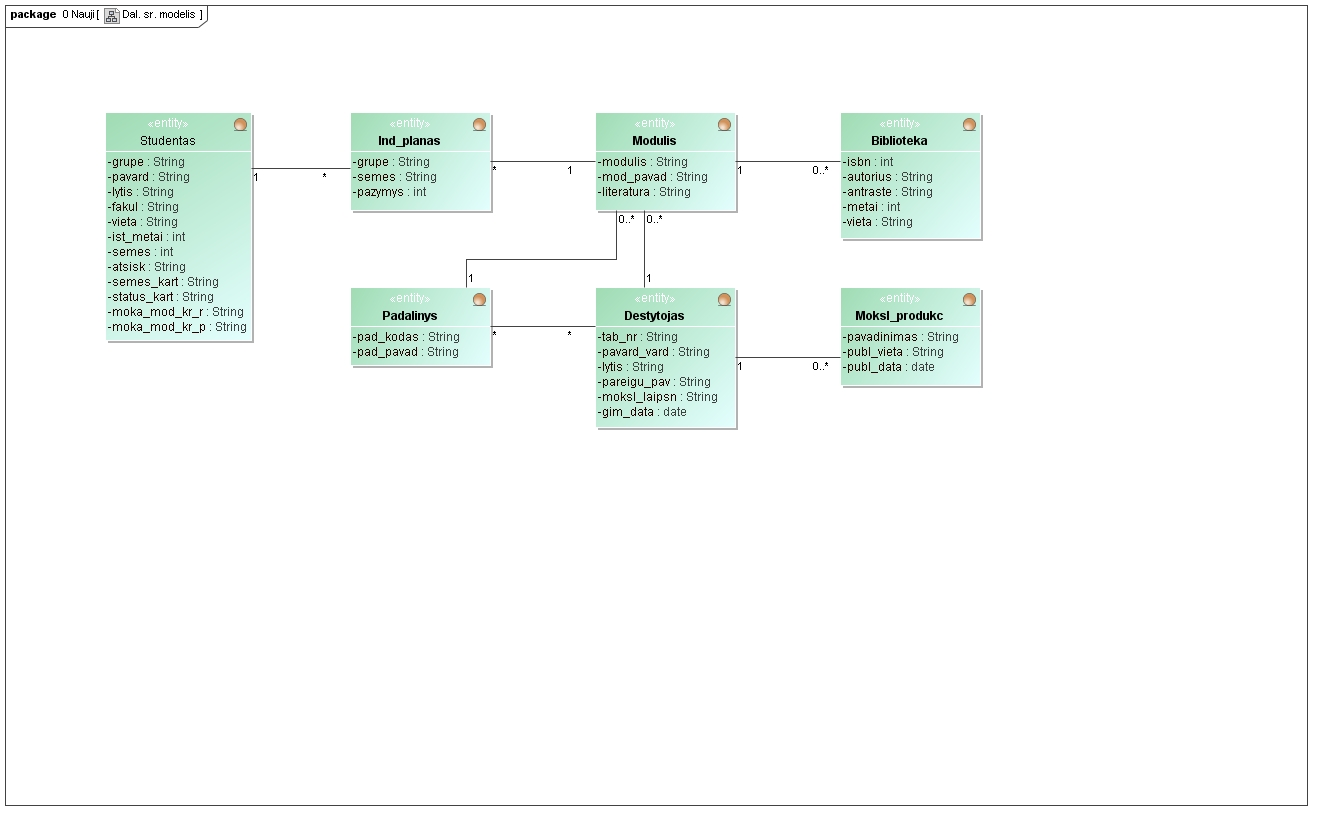 package 0 Nauji[ Dal. sr. modelis ]
«entity»
Studentas
-grupe : String
-pavard : String
-lytis : String
-fakul : String
-vieta : String
-ist_metai : int
-semes : int
-atsisk : String
-semes_kart : String
-status_kart : String
-moka_mod_kr_r : String
-moka_mod_kr_p : String
1
*
«entity»
Ind_planas
-grupe : String
-semes : String
-pazymys : int
*
1
«entity»
Modulis
-modulis : String
-mod_pavad : String
-literatura : String
1
0..*
«entity»
Biblioteka
-isbn : int
-autorius : String
-antraste : String
-metai : int
-vieta : String
0..*
0..*
1
1
«entity»
Padalinys
-pad_kodas : String
-pad_pavad : String
*
*
«entity»
Destytojas
-tab_nr : String
-pavard_vard : String
-lytis : String
-pareigu_pav : String
-moksl_laipsn : String
-gim_data : date
1
0..*
«entity»
Moksl_produkc
-pavadinimas : String
-publ_vieta : String
-publ_data : date